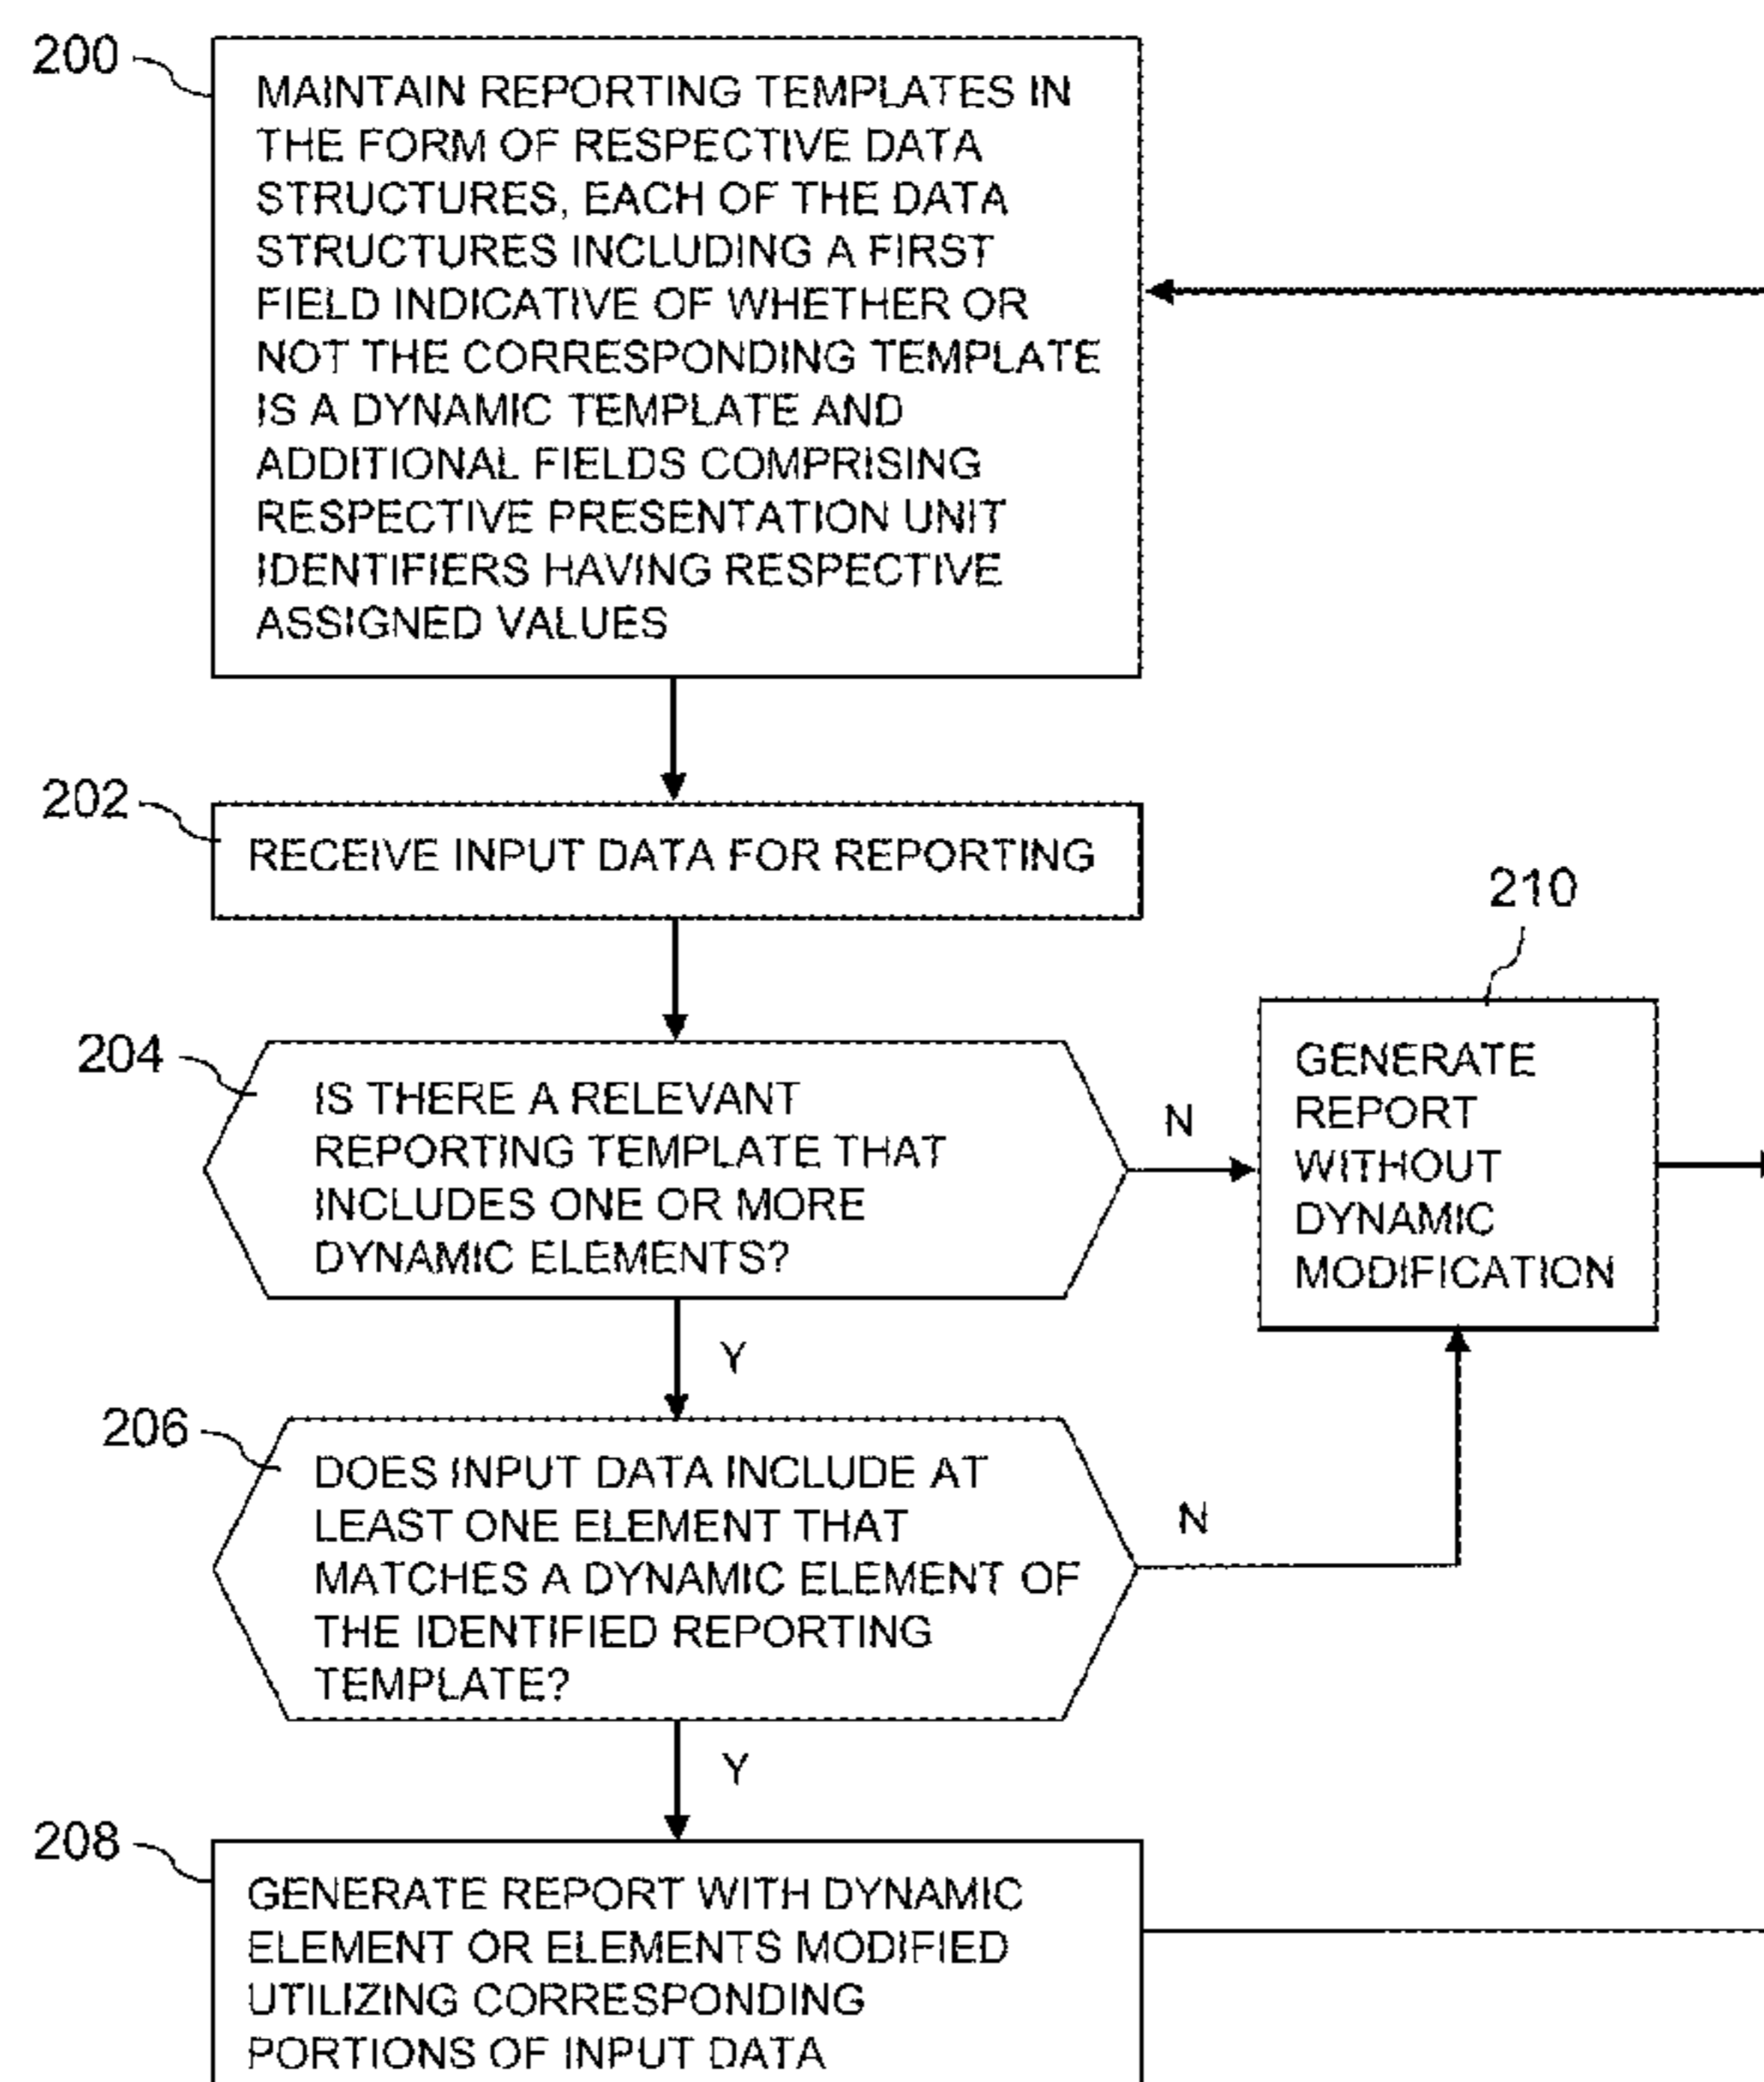 200
MAINTAIN REPORTING TEMPLATES IN
THE FORM OF RESPECTIVE DATA
STRUCTURES, EACH OF THE DATA
STRUCTURES INCLUDING A FIRST
FIELD INDICATIVE OF WHETHER OR
NOT THE CORRESPONDING TEMPLATE
IS A DYNAMIC TEMPLATE AND
ADDITIONAL FIELDS COMPRISING
RESPECTIVE PRESENTATION UNIT
IDENTIFIERS HAVING RESPECTIVE
ASSIGNED VALUES
202
RECEIVE INPUT DATA FOR REPORTING
204
IS THERE A RELEVANT
REPORTING TEMPLATE THAT
INCLUDES ONE OR MORE
DYNAMIC ELEMENTS?
N
210
GENERATE
REPORT
WITHOUT
DYNAMIC
MODIFICATION
Y
206
DOES INPUT DATA INCLUDE AT
LEAST ONE ELEMENT THAT
MATCHES A DYNAMIC ELEMENT OF
THE IDENTIFIED REPORTING
TEMPLATE?
N
Y
208
GENERATE REPORT WITH DYNAMIC
ELEMENT OR ELEMENTS MODIFIED
UTILIZING CORRESPONDING
PORTIONS OF INPUT DATA